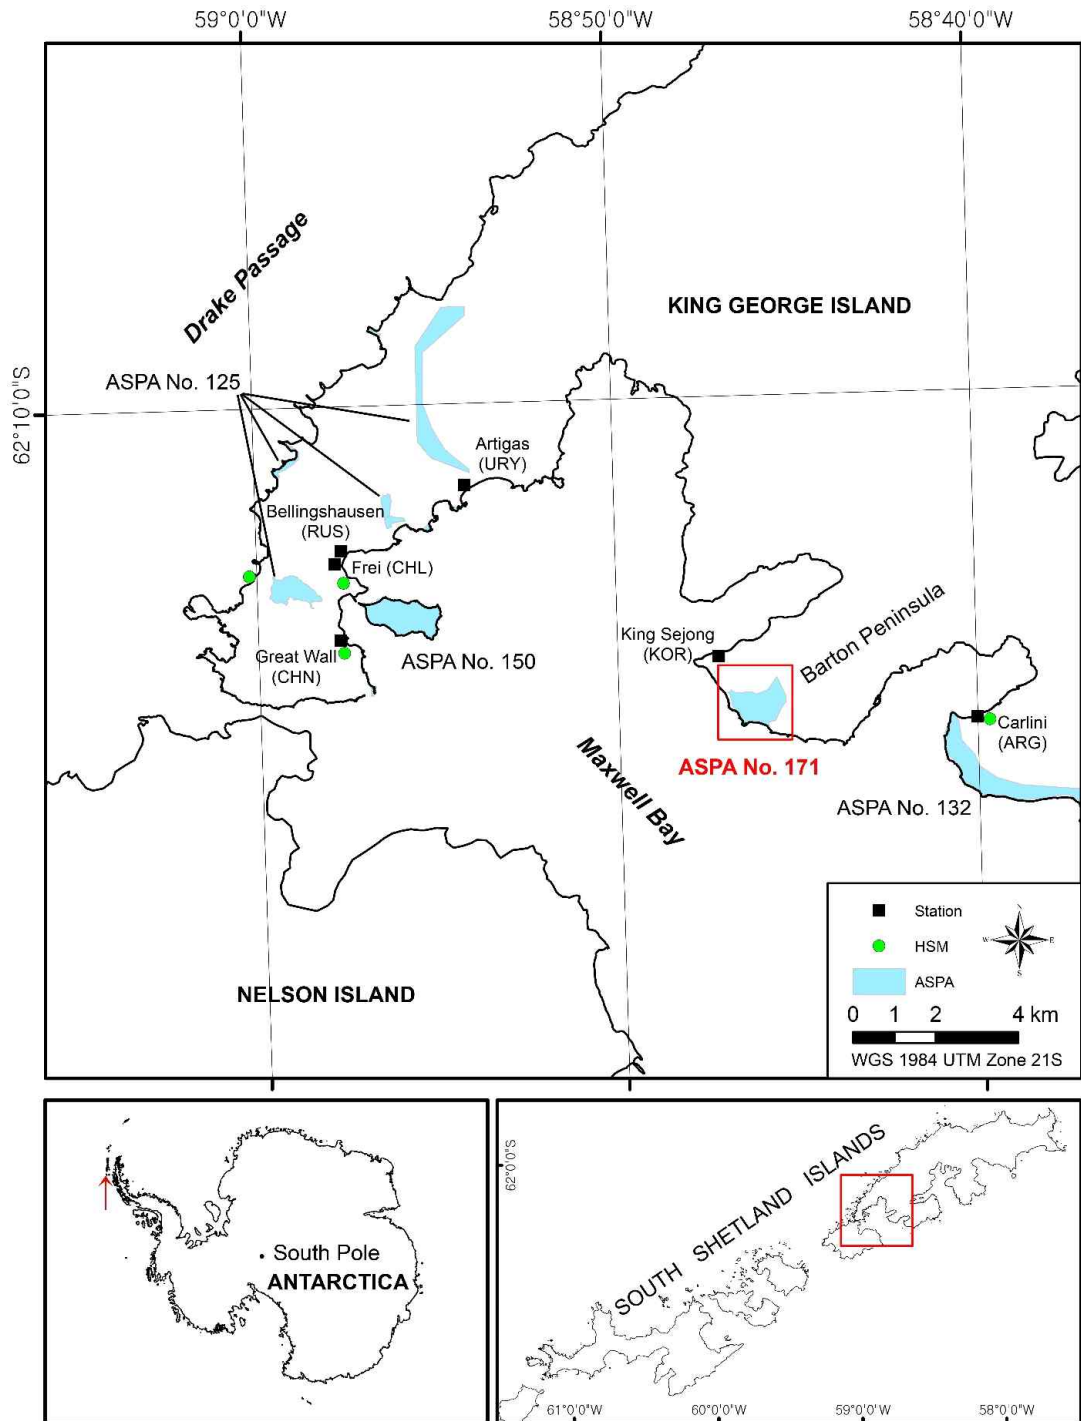 59°0'0"W
58°50'0"W
58°40'0"W
Drake Passage
KING GEORGE ISLAND
ASPA No. 125
62°10'0"S
Artigas
(URY)
Bellingshausen
(RUS)
Frei (CHL)
King Sejong
(KOR)
Barton Peninsula
Great Wall
(CHN)
ASPA No. 150
Carlini
(ARG)
ASPA No. 171
Maxwell Bay
ASPA No. 132
NELSON ISLAND
Station
HSM
ASPA
N
W
E
S
0 1 2 4 km
WGS 1984 UTM Zone 21S
South Pole
ANTARCTICA
62°0'0"S
SOUTH SHETLAND ISLANDS
61°0'0"W
60°0'0"W
59°0'0"W
58°0'0"W